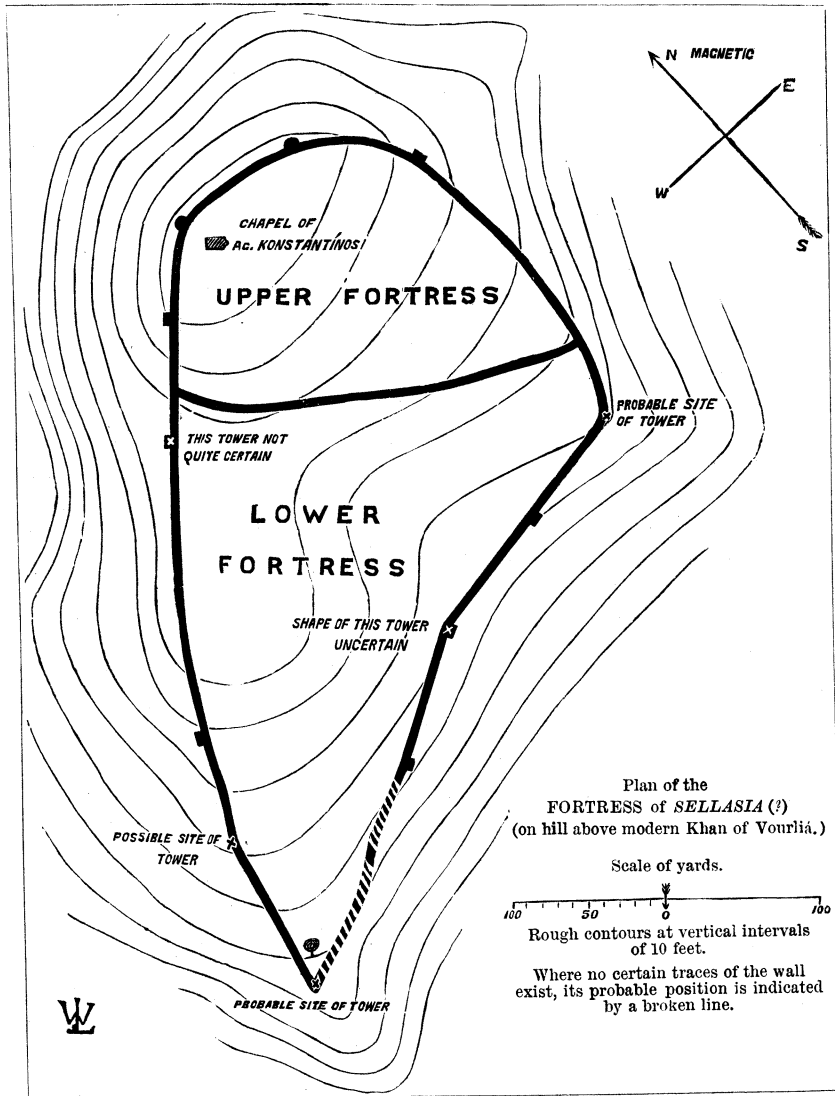 N MAGNETIC
E
W
S
CHAPEL OF
AG. KONSTANTÍNOS
UPPER FORTRESS
PROBABLE SITE
OF TOWER
THIS TOWER NOT
QUITE CERTAIN
LOWER
FORTRESS
SHAPE OF THIS TOWER
UNCERTAIN
POSSIBLE SITE OF
TOWER
PROBABLE SITE OF TOWER
Plan of the
FORTRESS of SELLASIA (?)
(on hill above modern Khan of Vourliá.)
Scale of yards.
100 50 0 100
Rough contours at vertical intervals
of 10 feet.
Where no certain traces of the wall
exist, its probable position is indicated
by a broken line.
WL